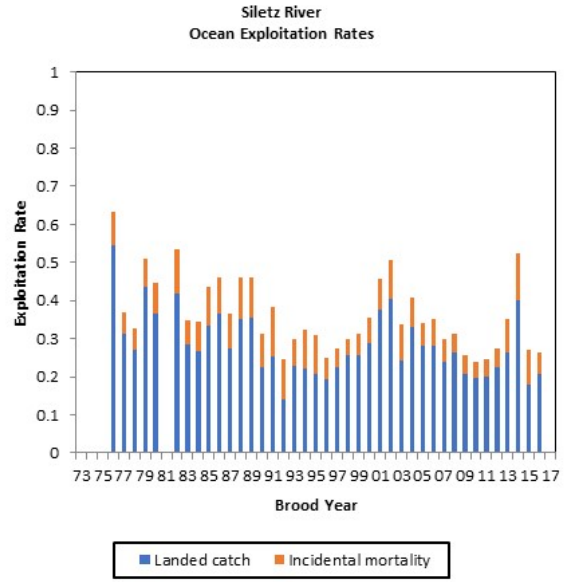 Siletz River
Ocean Exploitation Rates
1
0.9
0.8
0.7
0.6
0.5
0.4
0.3
0.2
0.1
0
Exploitation Rate
73 75 77 79 81 83 85 87 89 91 93 95 97 99 01 03 05 07 09 11 13 15 17
Brood Year
Landed catch Incidental mortality